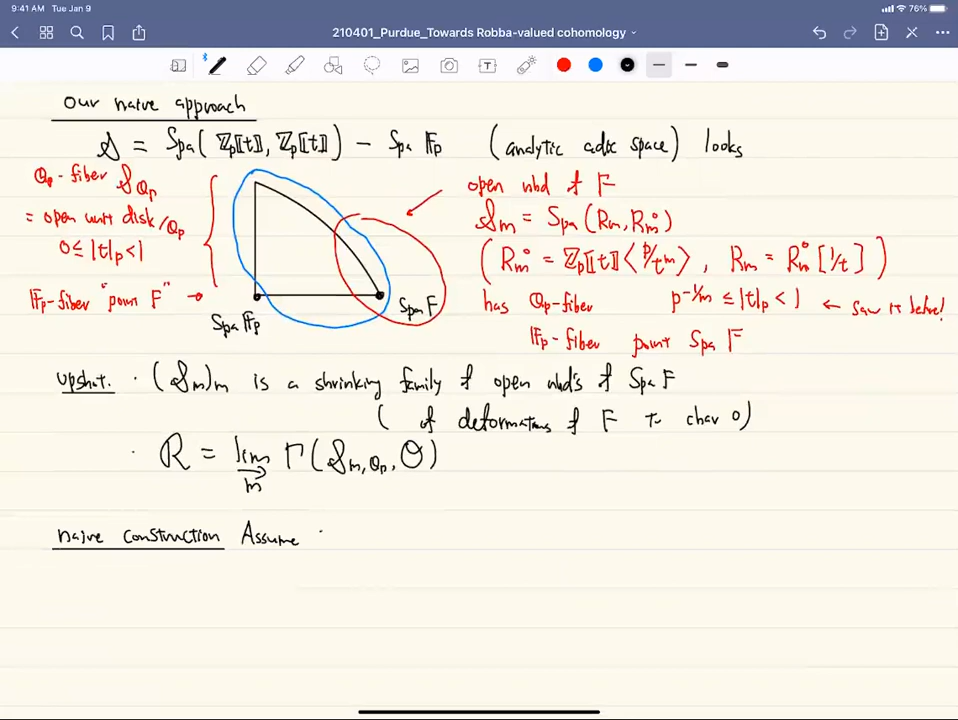 9:41 AM Tue Jan 9
76%
210401_Purdue_Towards Robba-valued cohomology
Our naive approach
𝒮 = Spa(ℤp⟦t⟧, ℤp⟦t⟧) − Spa 𝔽p (analytic adic space) looks
ℚp-fiber 𝒮ℚp
= open unit disk/ℚp
0 ≤ |t|p < 1
𝔽p-fiber "point F" →
Spa 𝔽p
Spa F
open nbd of F
𝒮m = Spa(Rm, Rm°)
(Rm° = ℤp⟦t⟧⟨p/t^m⟩, Rm = Rm°[1/t])
has ℚp-fiber p^{-1/m} ≤ |t|p < 1 ← saw it before!
𝔽p-fiber point Spa F
upshot. · (𝒮m)m is a shrinking family of open nbd's of Spa F
(of deformations of F to char 0)
· ℛ = lim→m Γ(𝒮m,ℚp, 𝒪)
naive construction Assume ·